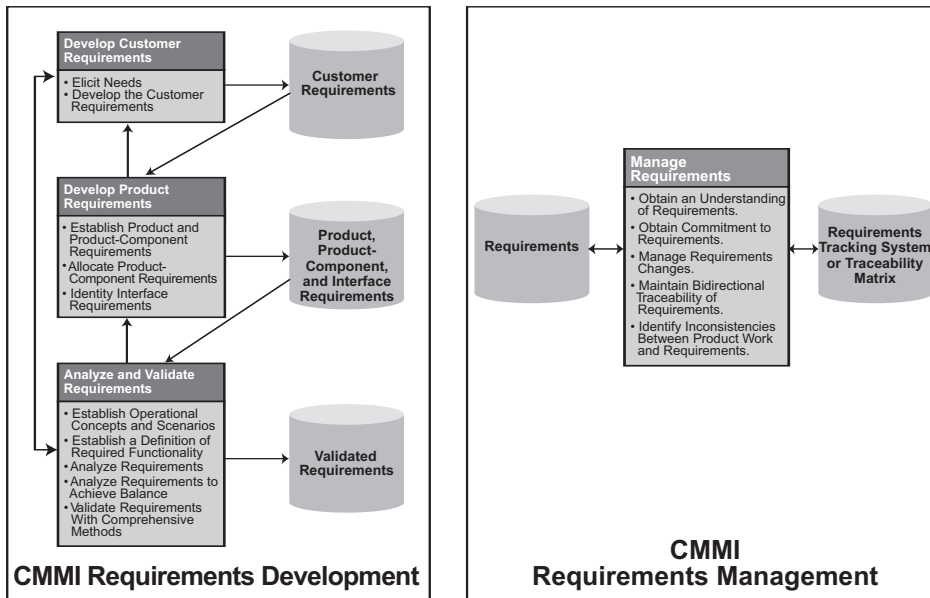 Develop Customer
Requirements
• Elicit Needs
• Develop the Customer
Requirements
Customer
Requirements
Develop Product
Requirements
• Establish Product and
Product-Component
Requirements
• Allocate Product-
Component Requirements
• Identity Interface
Requirements
Product,
Product-
Component,
and Interface
Requirements
Analyze and Validate
Requirements
• Establish Operational
Concepts and Scenarios
• Establish a Definition of
Required Functionality
• Analyze Requirements
• Analyze Requirements to
Achieve Balance
• Validate Requirements
With Comprehensive
Methods
Validated
Requirements
CMMI Requirements Development
Requirements
Manage
Requirements
• Obtain an Understanding
of Requirements.
• Obtain Commitment to
Requirements.
• Manage Requirements
Changes.
• Maintain Bidirectional
Traceability of
Requirements.
• Identify Inconsistencies
Between Product Work
and Requirements.
Requirements
Tracking System
or Traceability
Matrix
CMMI
Requirements Management